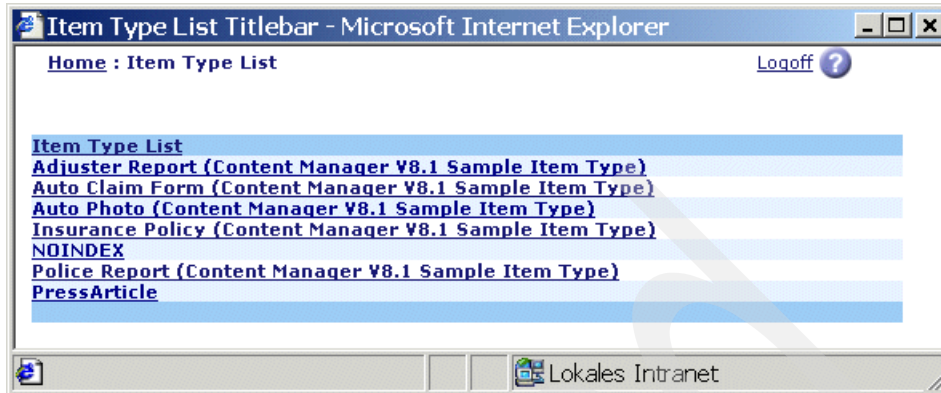 Item Type List Titlebar - Microsoft Internet Explorer
Home : Item Type List Logoff ?
Item Type List
Adjuster Report (Content Manager V8.1 Sample Item Type)
Auto Claim Form (Content Manager V8.1 Sample Item Type)
Auto Photo (Content Manager V8.1 Sample Item Type)
Insurance Policy (Content Manager V8.1 Sample Item Type)
NOINDEX
Police Report (Content Manager V8.1 Sample Item Type)
PressArticle
Lokales Intranet